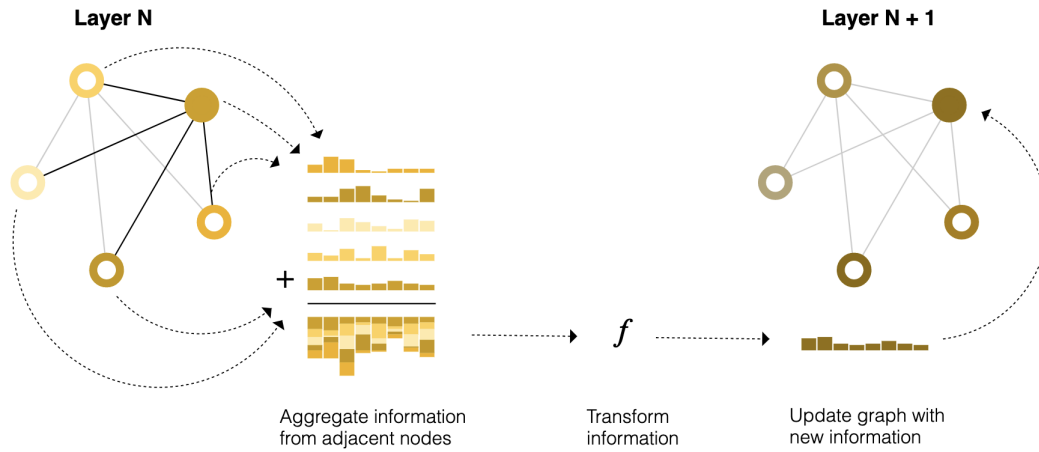 Layer N
Layer N + 1
+
f
Aggregate information
from adjacent nodes
Transform
information
Update graph with
new information